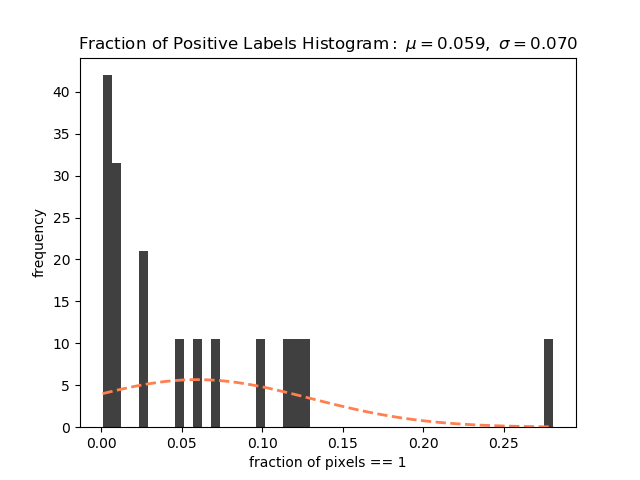 Fraction of Positive Labels Histogram: μ = 0.059, σ = 0.070
frequency
40
35
30
25
20
15
10
5
0
0.00 0.05 0.10 0.15 0.20 0.25
fraction of pixels == 1